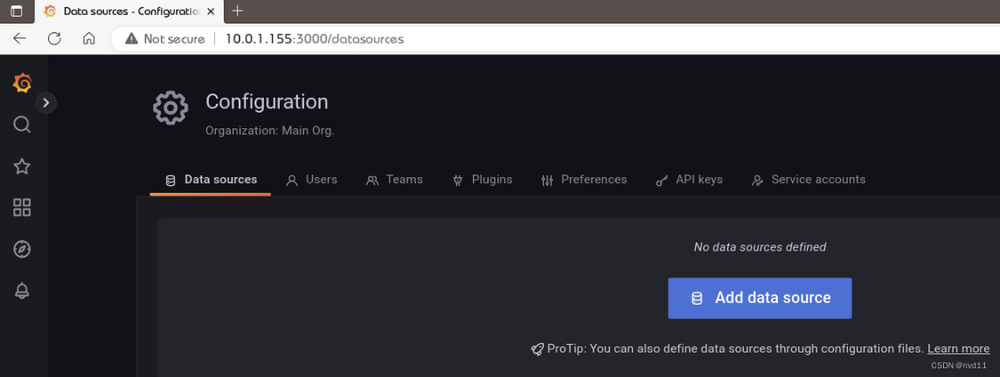 Data sources - Configuratio
Not secure 10.0.1.155:3000/datasources
Configuration
Organization: Main Org.
Data sources Users Teams Plugins Preferences API keys Service accounts
No data sources defined
Add data source
ProTip: You can also define data sources through configuration files. Learn more
CSDN @nvd11